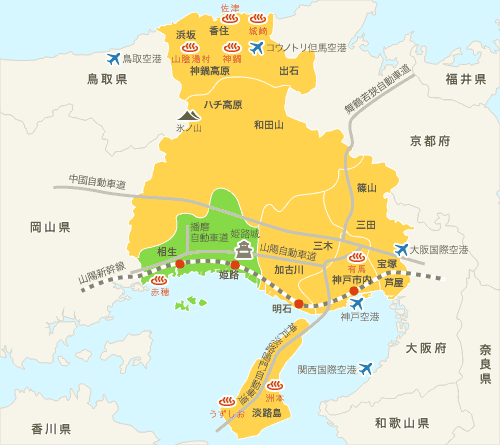 佐津
浜坂
香住
城崎
鳥取空港
山陰湯村
神鍋
コウノトリ但馬空港
鳥取県
神鍋高原
出石
舞鶴若狭自動車道
福井県
ハチ高原
氷ノ山
和田山
京都府
中国自動車道
篠山
岡山県
播磨
自動車道
姫路城
三田
相生
山陽自動車道
三木
大阪国際空港
有馬
宝塚
山陽新幹線
姫路
加古川
神戸市内
芦屋
赤穂
明石
神戸空港
神戸淡路鳴門自動車道
大阪府
奈良県
関西国際空港
洲本
うずしお
淡路島
香川県
和歌山県